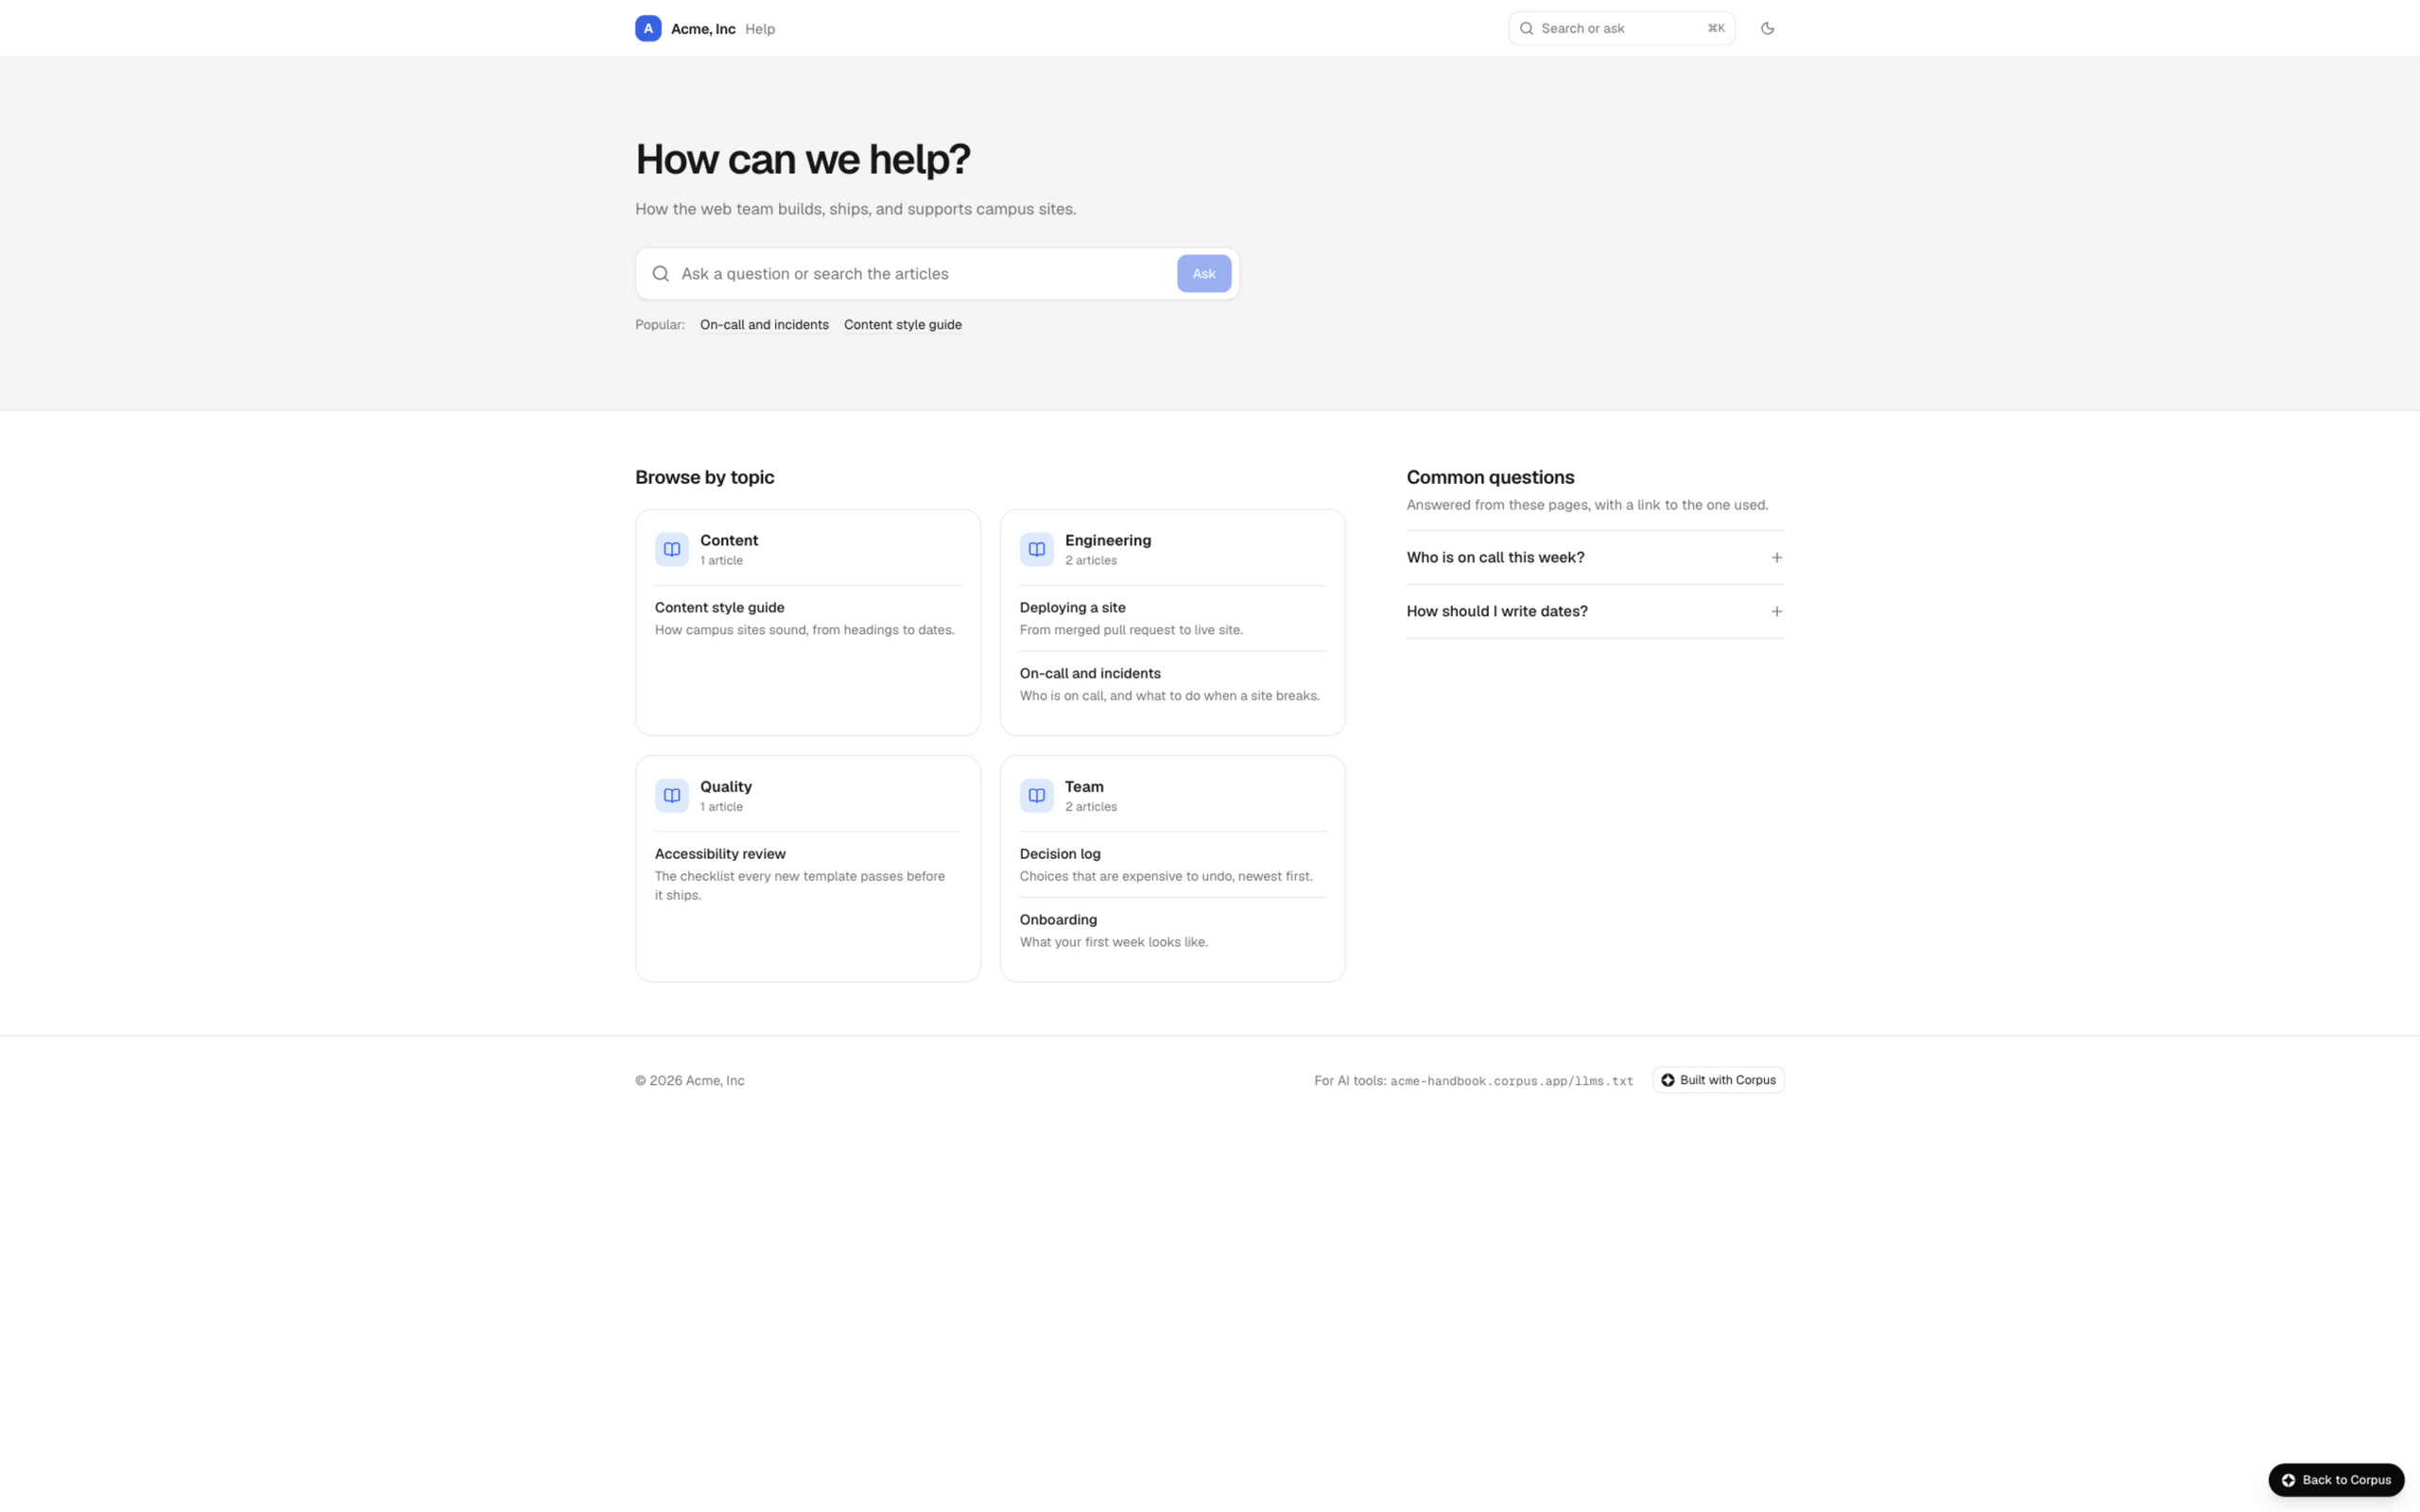 A Acme, Inc Help
Search or ask ⌘K
How can we help?
How the web team builds, ships, and supports campus sites.
Ask a question or search the articles Ask
Popular: On-call and incidents Content style guide
Browse by topic
Content
1 article
Content style guide
How campus sites sound, from headings to dates.
Engineering
2 articles
Deploying a site
From merged pull request to live site.
On-call and incidents
Who is on call, and what to do when a site breaks.
Quality
1 article
Accessibility review
The checklist every new template passes before
it ships.
Team
2 articles
Decision log
Choices that are expensive to undo, newest first.
Onboarding
What your first week looks like.
Common questions
Answered from these pages, with a link to the one used.
Who is on call this week? +
How should I write dates? +
© 2026 Acme, Inc
For AI tools: acme-handbook.corpus.app/llms.txt
Built with Corpus
Back to Corpus